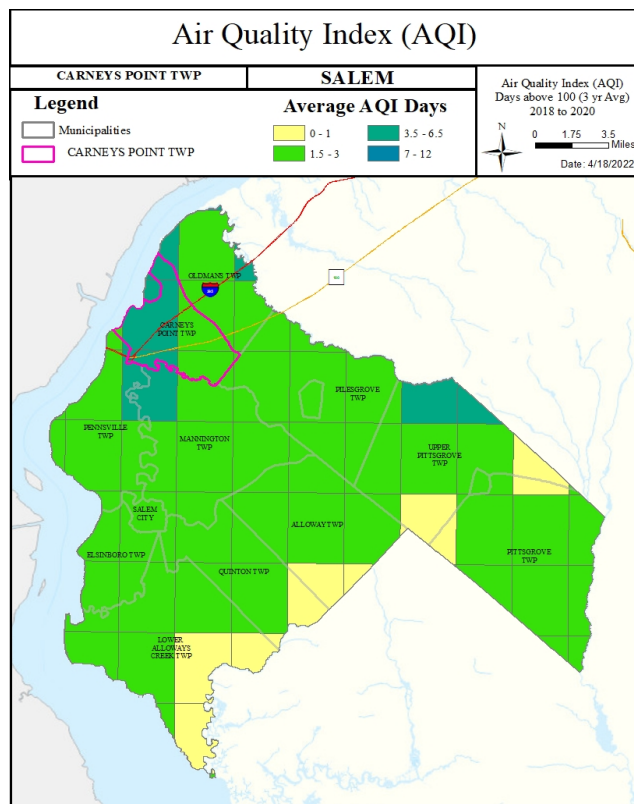 Air Quality Index (AQI)
CARNEYS POINT TWP
SALEM
Legend
Municipalities
CARNEYS POINT TWP
Average AQI Days
0 - 1
1.5 - 3
3.5 - 6.5
7 - 12
Air Quality Index (AQI)
Days above 100 (3 yr Avg)
2018 to 2020
N
0 1.75 3.5
Miles
Date: 4/18/2022
OLDMANS TWP
CARNEYS
POINT TWP
PILESGROVE
TWP
PENNSVILLE
TWP
MANNINGTON
TWP
UPPER
PITTSGROVE
TWP
SALEM
CITY
ALLOWAY TWP
PITTSGROVE
TWP
ELSINBORO TWP
QUINTON TWP
LOWER
ALLOWAYS
CREEK TWP